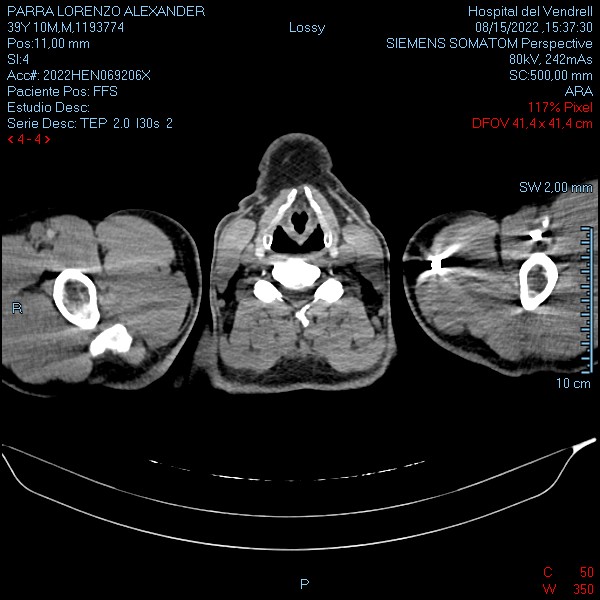 PARRA LORENZO ALEXANDER
39Y 10M,M,1193774
Pos:11,00 mm
SI:4
Acc#: 2022HEN069206X
Paciente Pos: FFS
Estudio Desc:
Serie Desc: TEP 2.0 I30s 2
< 4 - 4 >
Lossy
Hospital del Vendrell
08/15/2022 ,15:37:30
SIEMENS SOMATOM Perspective
80kV, 242mAs
SC:500,00 mm
ARA
117% Pixel
DFOV 41,4 x 41,4 cm
SW 2,00 mm
R
10 cm
P
C 50
W 350